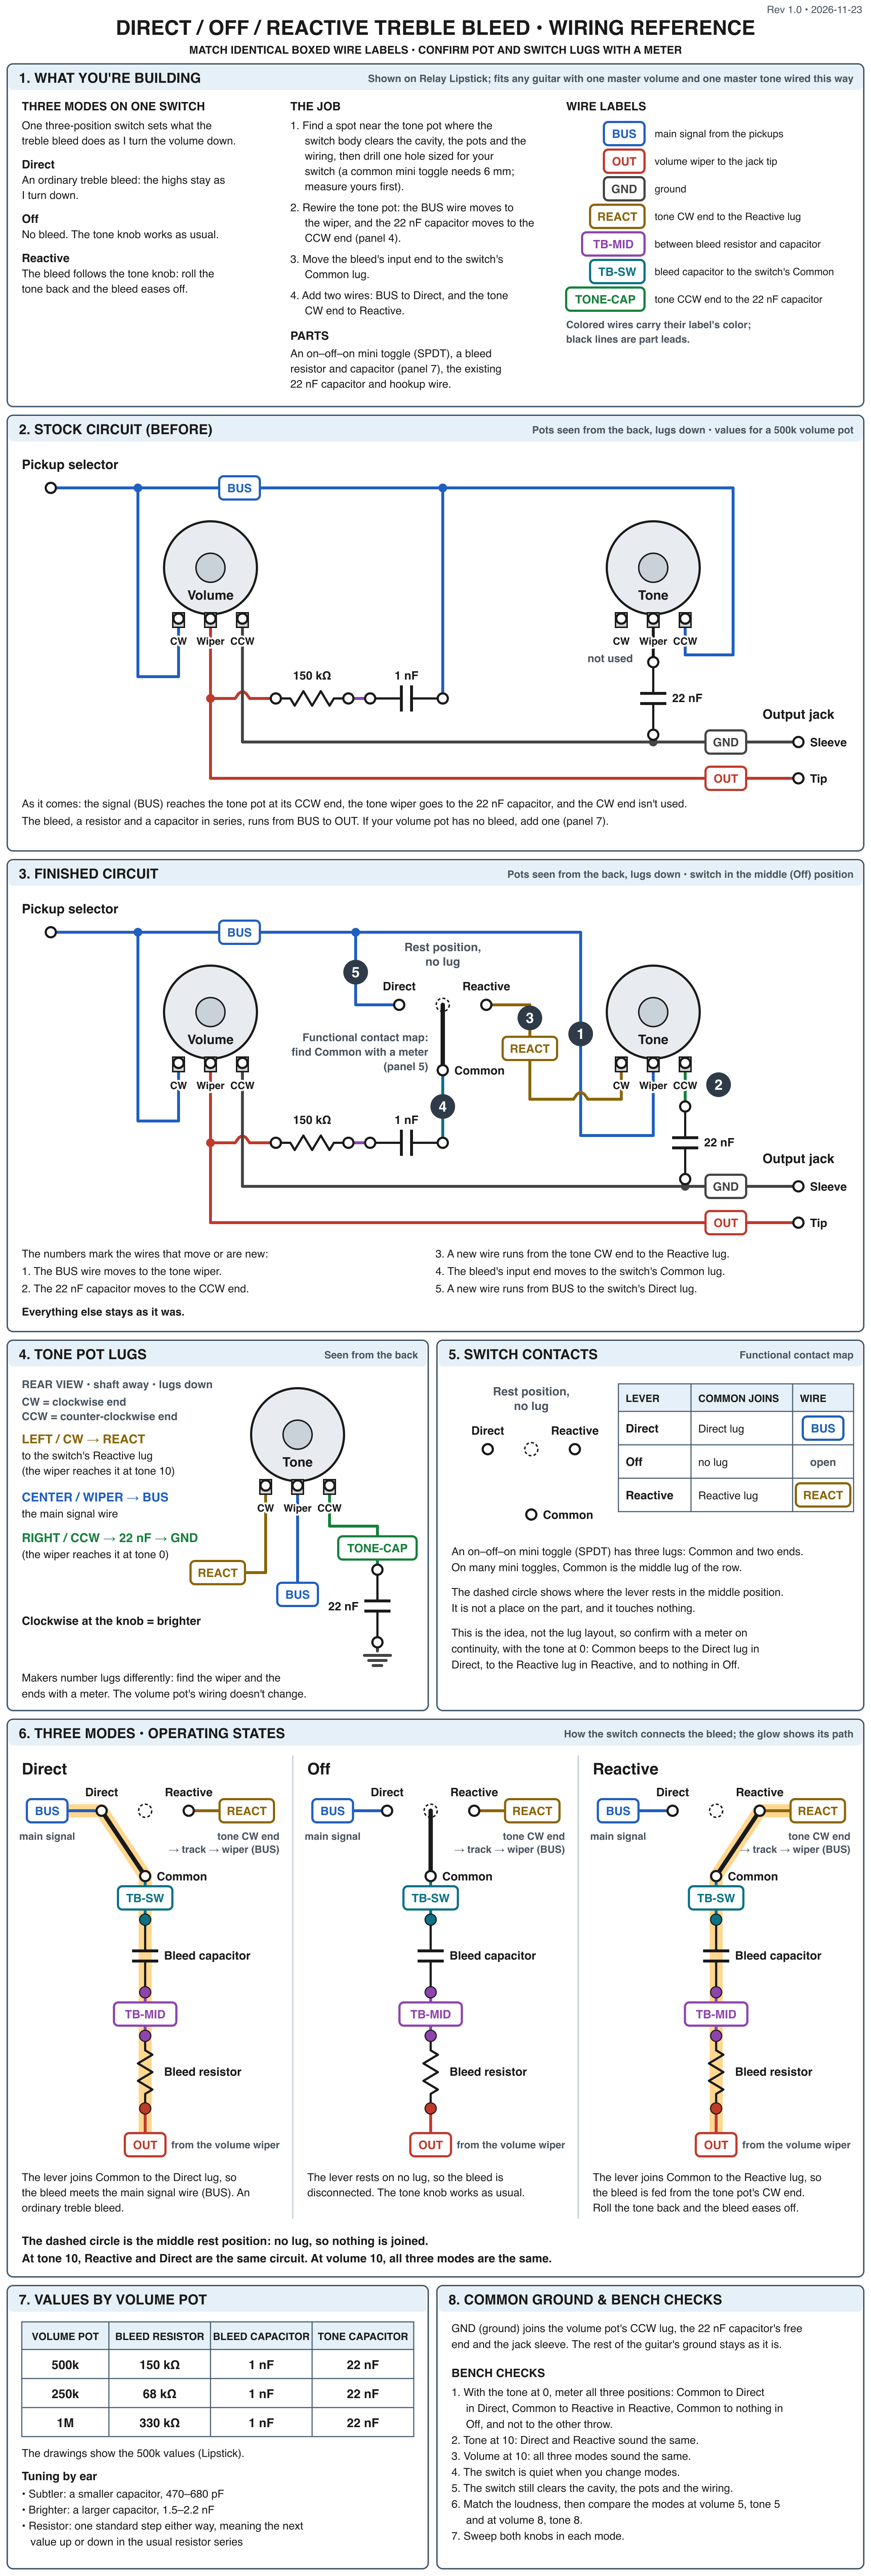 Rev 1.0 • 2026-11-23
DIRECT / OFF / REACTIVE TREBLE BLEED • WIRING REFERENCE
MATCH IDENTICAL BOXED WIRE LABELS • CONFIRM POT AND SWITCH LUGS WITH A METER
1. WHAT YOU'RE BUILDING
Shown on Relay Lipstick; fits any guitar with one master volume and one master tone wired this way
THREE MODES ON ONE SWITCH
One three-position switch sets what the
treble bleed does as I turn the volume down.
Direct
An ordinary treble bleed: the highs stay as
I turn down.
Off
No bleed. The tone knob works as usual.
Reactive
The bleed follows the tone knob: roll the
tone back and the bleed eases off.
THE JOB
1. Find a spot near the tone pot where the
switch body clears the cavity, the pots and the
wiring, then drill one hole sized for your
switch (a common mini toggle needs 6 mm;
measure yours first).
2. Rewire the tone pot: the BUS wire moves to
the wiper, and the 22 nF capacitor moves to the
CCW end (panel 4).
3. Move the bleed's input end to the switch's
Common lug.
4. Add two wires: BUS to Direct, and the tone
CW end to Reactive.
PARTS
An on–off–on mini toggle (SPDT), a bleed
resistor and capacitor (panel 7), the existing
22 nF capacitor and hookup wire.
WIRE LABELS
BUS main signal from the pickups
OUT volume wiper to the jack tip
GND ground
REACT tone CW end to the Reactive lug
TB-MID between bleed resistor and capacitor
TB-SW bleed capacitor to the switch's Common
TONE-CAP tone CCW end to the 22 nF capacitor
Colored wires carry their label's color;
black lines are part leads.
2. STOCK CIRCUIT (BEFORE)
Pots seen from the back, lugs down • values for a 500k volume pot
Pickup selector
BUS
Volume
Tone
CW Wiper CCW
CW Wiper CCW
not used
150 kΩ
1 nF
22 nF
Output jack
GND
Sleeve
OUT
Tip
As it comes: the signal (BUS) reaches the tone pot at its CCW end, the tone wiper goes to the 22 nF capacitor, and the CW end isn't used.
The bleed, a resistor and a capacitor in series, runs from BUS to OUT. If your volume pot has no bleed, add one (panel 7).
3. FINISHED CIRCUIT
Pots seen from the back, lugs down • switch in the middle (Off) position
Pickup selector
BUS
Rest position,
no lug
5
Direct
Reactive
3
1
Volume
Functional contact map:
find Common with a meter
(panel 5)
REACT
Tone
Common
CW Wiper CCW
CW Wiper CCW
2
4
150 kΩ
1 nF
22 nF
Output jack
GND
Sleeve
OUT
Tip
The numbers mark the wires that move or are new:
1. The BUS wire moves to the tone wiper.
2. The 22 nF capacitor moves to the CCW end.
Everything else stays as it was.
3. A new wire runs from the tone CW end to the Reactive lug.
4. The bleed's input end moves to the switch's Common lug.
5. A new wire runs from BUS to the switch's Direct lug.
4. TONE POT LUGS
Seen from the back
REAR VIEW • shaft away • lugs down
CW = clockwise end
CCW = counter-clockwise end
LEFT / CW → REACT
to the switch's Reactive lug
(the wiper reaches it at tone 10)
CENTER / WIPER → BUS
the main signal wire
RIGHT / CCW → 22 nF → GND
(the wiper reaches it at tone 0)
Tone
CW Wiper CCW
TONE-CAP
REACT
BUS
22 nF
Clockwise at the knob = brighter
Makers number lugs differently: find the wiper and the
ends with a meter. The volume pot's wiring doesn't change.
5. SWITCH CONTACTS
Functional contact map
Rest position,
no lug
Direct
Reactive
Common
LEVER COMMON JOINS WIRE
Direct Direct lug BUS
Off no lug open
Reactive Reactive lug REACT
An on–off–on mini toggle (SPDT) has three lugs: Common and two ends.
On many mini toggles, Common is the middle lug of the row.
The dashed circle shows where the lever rests in the middle position.
It is not a place on the part, and it touches nothing.
This is the idea, not the lug layout, so confirm with a meter on
continuity, with the tone at 0: Common beeps to the Direct lug in
Direct, to the Reactive lug in Reactive, and to nothing in Off.
6. THREE MODES • OPERATING STATES
How the switch connects the bleed; the glow shows its path
Direct
Direct
Reactive
BUS
REACT
main signal
tone CW end
→ track → wiper (BUS)
Common
TB-SW
Bleed capacitor
TB-MID
Bleed resistor
OUT from the volume wiper
The lever joins Common to the Direct lug, so
the bleed meets the main signal wire (BUS). An
ordinary treble bleed.
Off
Direct
Reactive
BUS
REACT
main signal
tone CW end
→ track → wiper (BUS)
Common
TB-SW
Bleed capacitor
TB-MID
Bleed resistor
OUT from the volume wiper
The lever rests on no lug, so the bleed is
disconnected. The tone knob works as usual.
Reactive
Direct
Reactive
BUS
REACT
main signal
tone CW end
→ track → wiper (BUS)
Common
TB-SW
Bleed capacitor
TB-MID
Bleed resistor
OUT from the volume wiper
The lever joins Common to the Reactive lug, so
the bleed is fed from the tone pot's CW end.
Roll the tone back and the bleed eases off.
The dashed circle is the middle rest position: no lug, so nothing is joined.
At tone 10, Reactive and Direct are the same circuit. At volume 10, all three modes are the same.
7. VALUES BY VOLUME POT
VOLUME POT BLEED RESISTOR BLEED CAPACITOR TONE CAPACITOR
500k 150 kΩ 1 nF 22 nF
250k 68 kΩ 1 nF 22 nF
1M 330 kΩ 1 nF 22 nF
The drawings show the 500k values (Lipstick).
Tuning by ear
• Subtler: a smaller capacitor, 470–680 pF
• Brighter: a larger capacitor, 1.5–2.2 nF
• Resistor: one standard step either way, meaning the next
value up or down in the usual resistor series
8. COMMON GROUND & BENCH CHECKS
GND (ground) joins the volume pot's CCW lug, the 22 nF capacitor's free
end and the jack sleeve. The rest of the guitar's ground stays as it is.
BENCH CHECKS
1. With the tone at 0, meter all three positions: Common to Direct
in Direct, Common to Reactive in Reactive, Common to nothing in
Off, and not to the other throw.
2. Tone at 10: Direct and Reactive sound the same.
3. Volume at 10: all three modes sound the same.
4. The switch is quiet when you change modes.
5. The switch still clears the cavity, the pots and the wiring.
6. Match the loudness, then compare the modes at volume 5, tone 5
and at volume 8, tone 8.
7. Sweep both knobs in each mode.